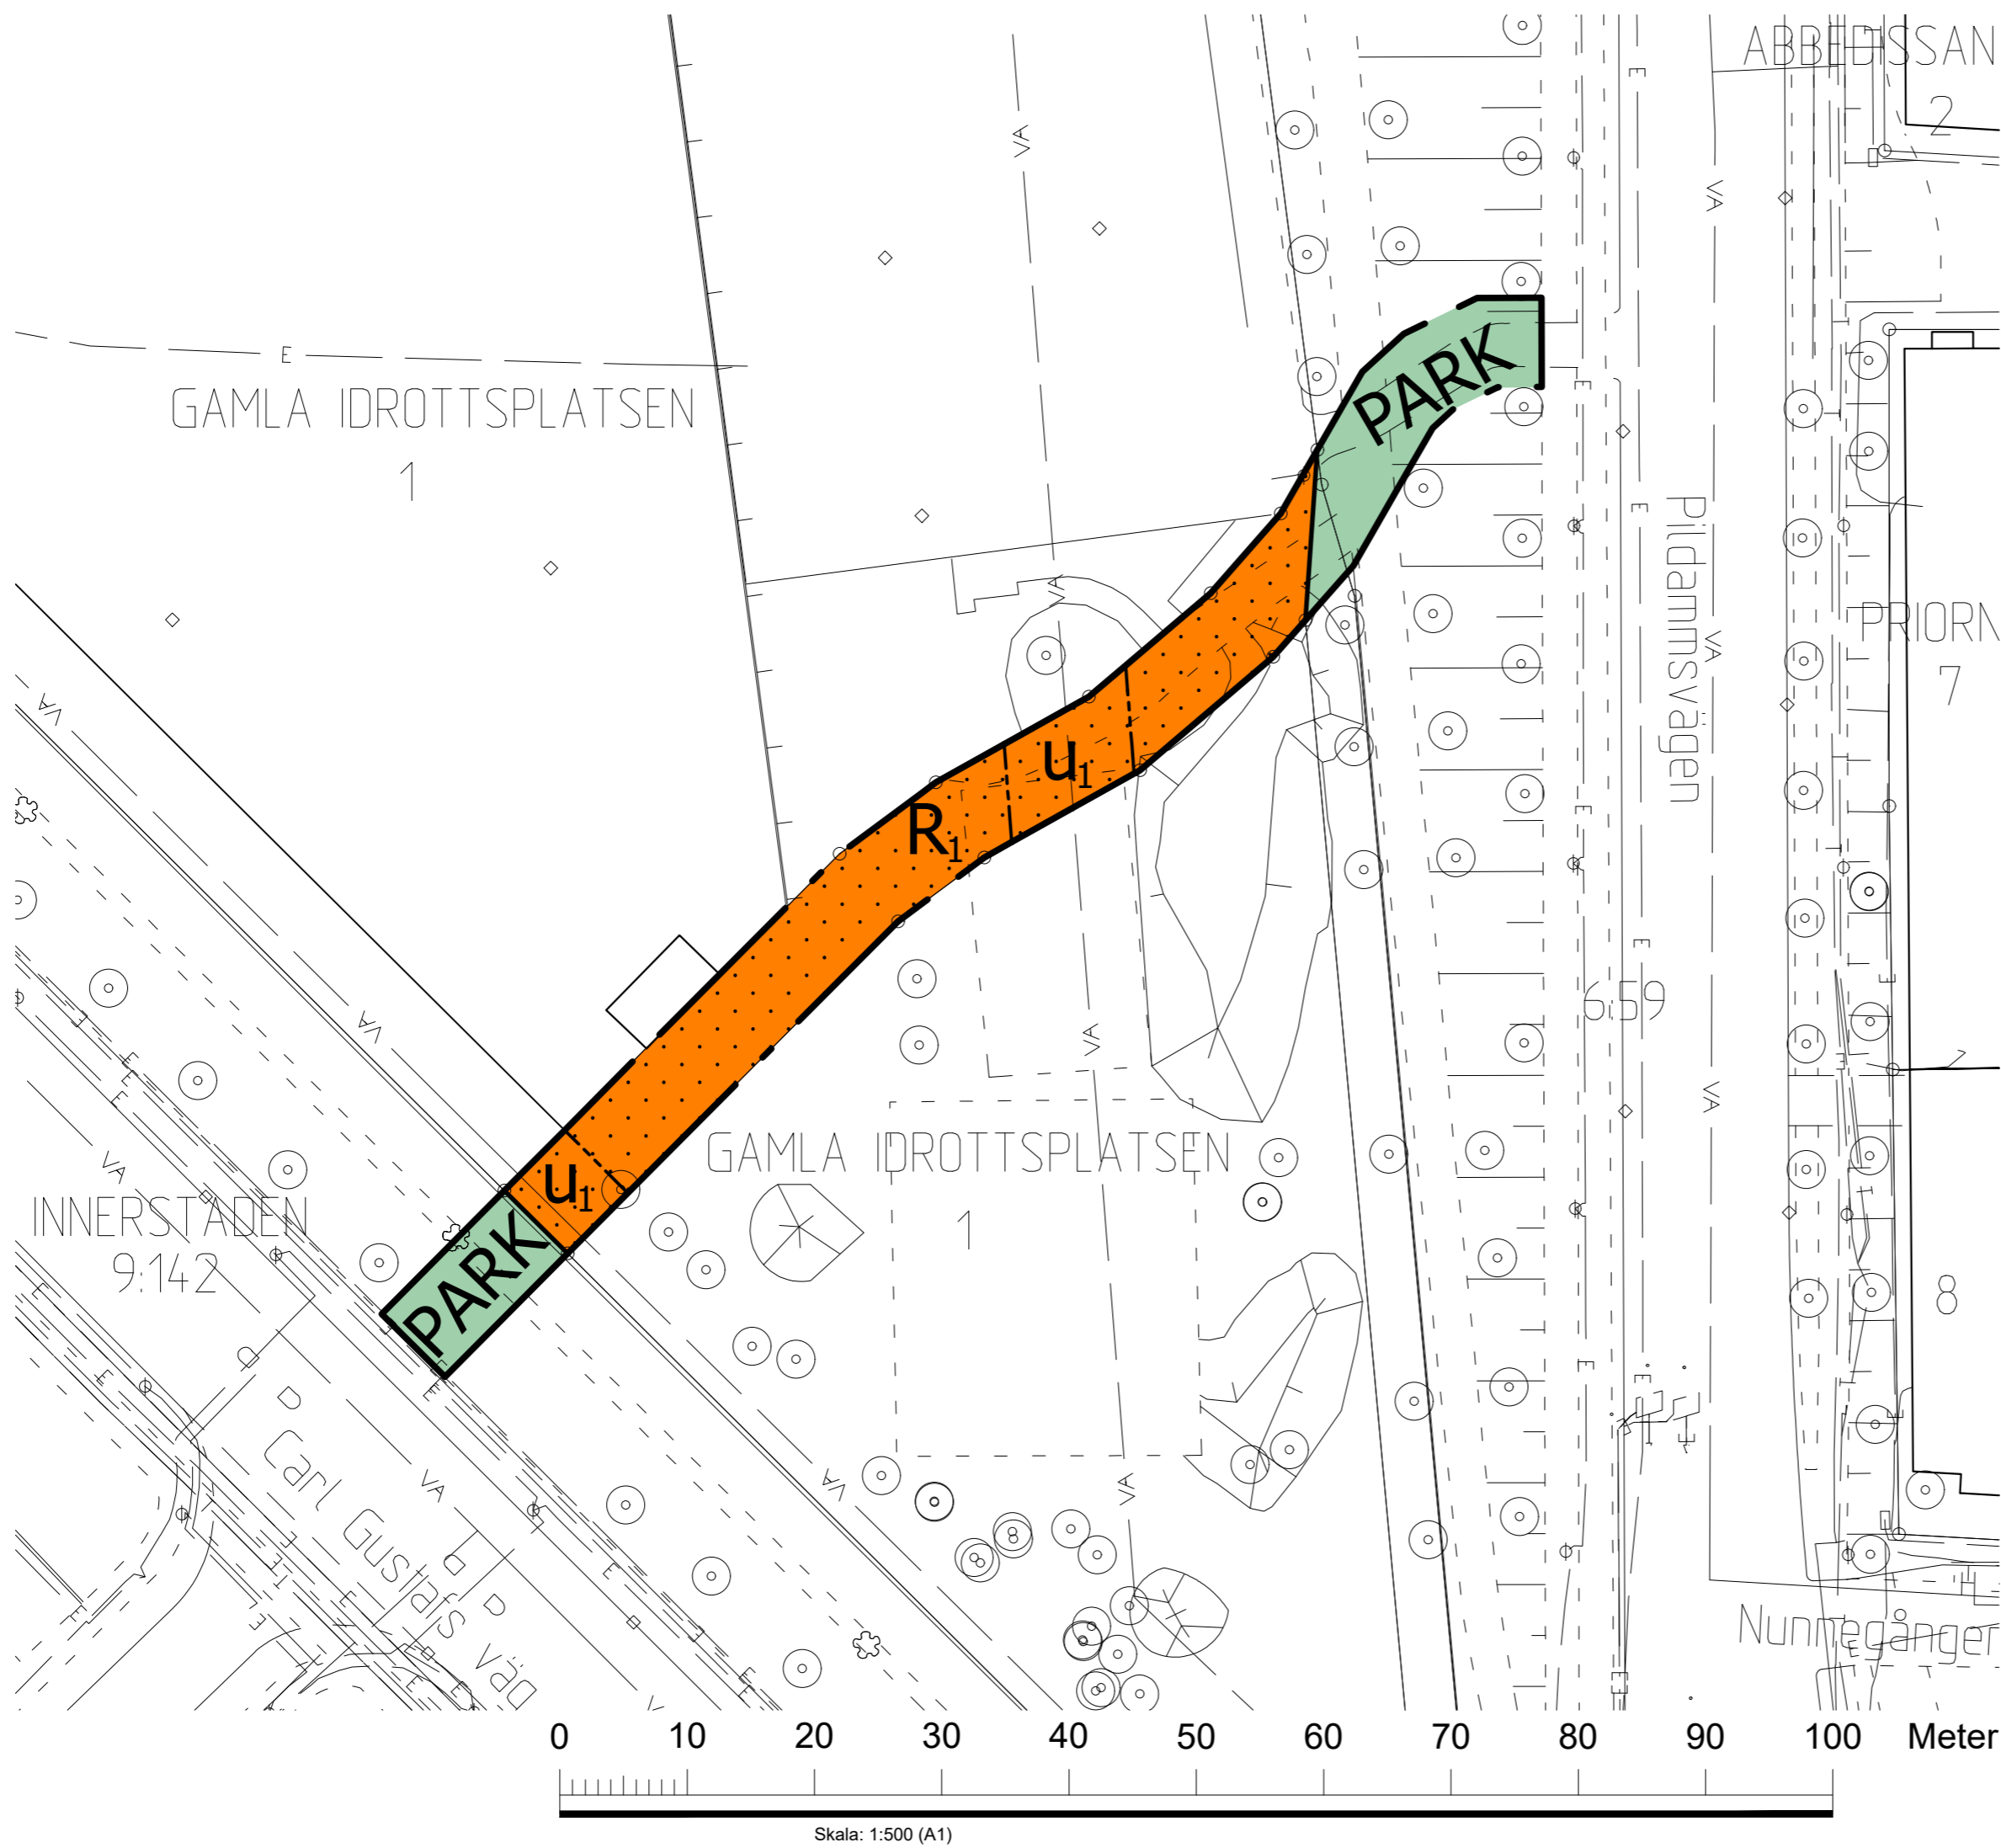 ABBEDISSAN
2
VA
VA
E
E
GAMLA IDROTTSPLATSEN
1
PARK
E
E
Pildammsvägen
VA
VA
PRIORN
7
VA
u1
R1
E
E
6:59
VA
VA
VA
E
GAMLA IDROTTSPLATSEN
1
u1
PARK
VA
INNERSTADEN
9:142
8
Carl Gustafs väg
VA
VA
VA
E
E
Nunnegången
0 10 20 30 40 50 60 70 80 90 100 Meter
Skala: 1:500 (A1)